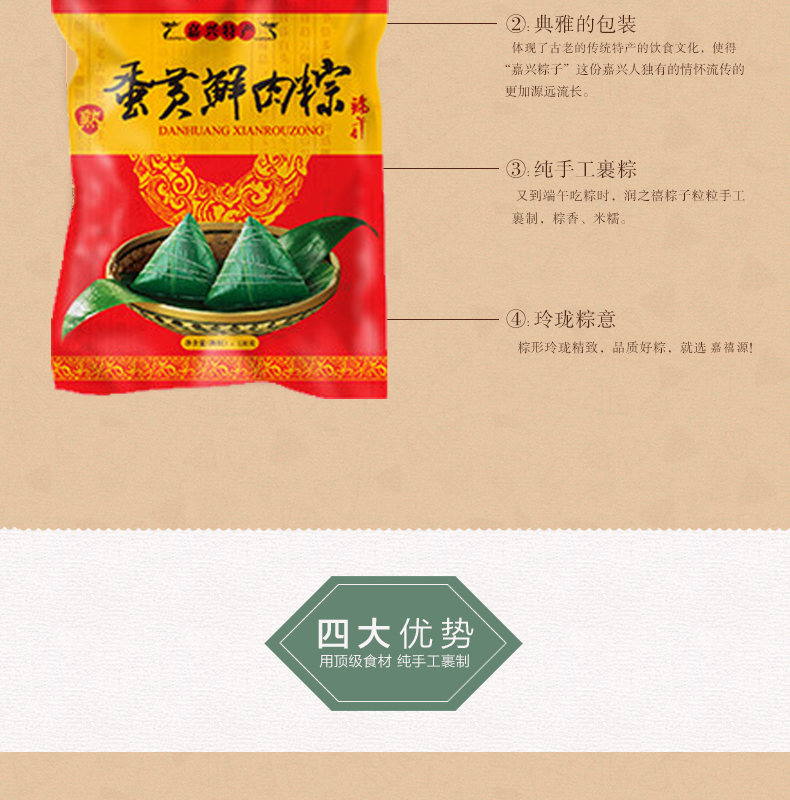 嘉兴特产
蛋黄鲜肉粽
DANHUANG XIANROUZONG
②: 典雅的包装
体现了古老的传统特产的饮食文化，使得
“嘉兴粽子”这份嘉兴人独有的情怀流传的
更加源远流长。
③: 纯手工裹粽
又到端午吃粽时，润之禧粽子粒粒手工
裹制，粽香、米糯。
④: 玲珑粽意
粽形玲珑精致，品质好粽，就选 嘉禧源!
四大优势
用顶级食材 纯手工裹制